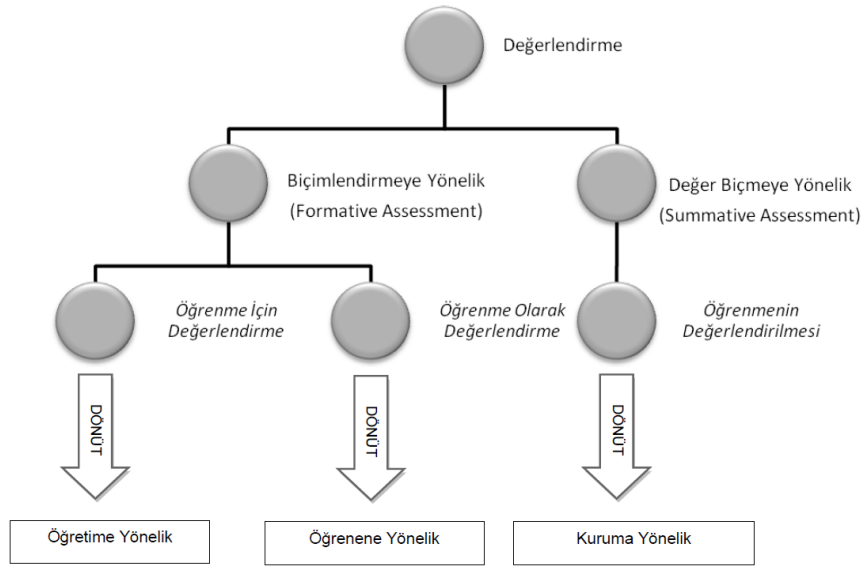 Değerlendirme
Biçimlendirmeye Yönelik
(Formative Assessment)
Değer Biçmeye Yönelik
(Summative Assessment)
Öğrenme İçin
Değerlendirme
Öğrenme Olarak
Değerlendirme
Öğrenmenin
Değerlendirilmesi
DÖNÜT
DÖNÜT
DÖNÜT
Öğretime Yönelik
Öğrenene Yönelik
Kuruma Yönelik